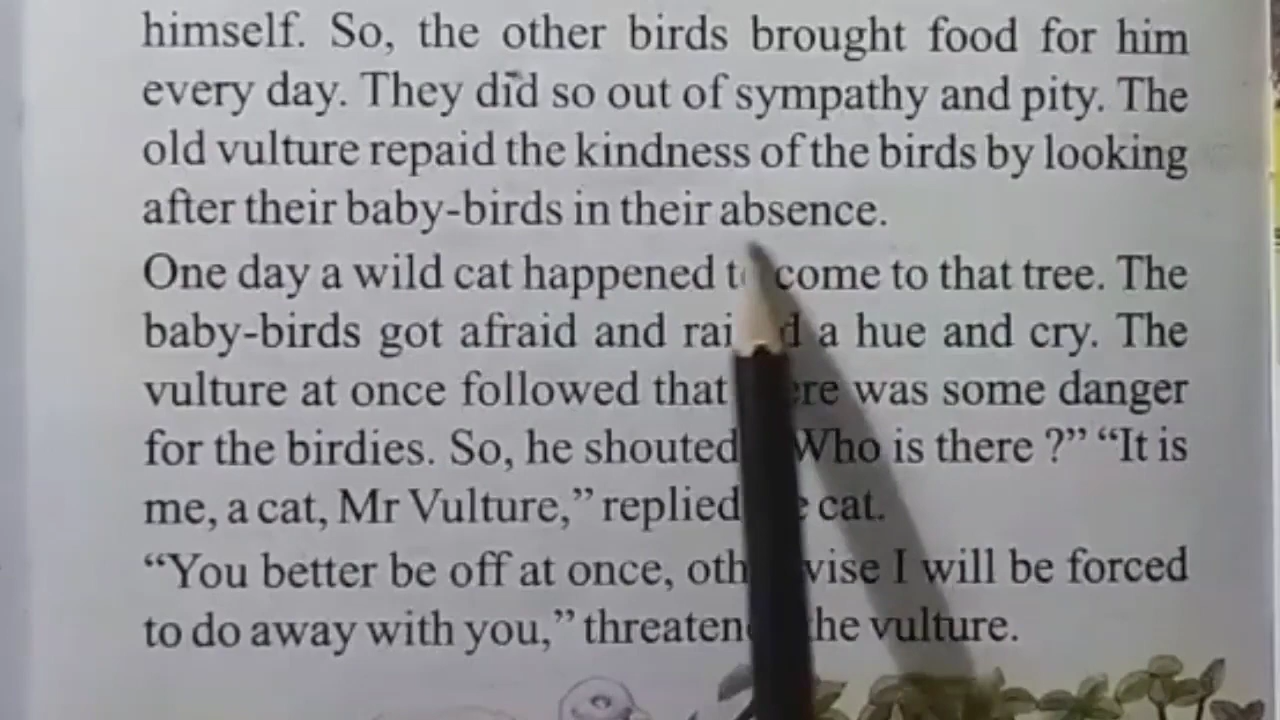 himself. So, the other birds brought food for him
every day. They did so out of sympathy and pity. The
old vulture repaid the kindness of the birds by looking
after their baby-birds in their absence.
One day a wild cat happened to come to that tree. The
baby-birds got afraid and raised a hue and cry. The
vulture at once followed that there was some danger
for the birdies. So, he shouted, “Who is there ?” “It is
me, a cat, Mr Vulture,” replied the cat.
“You better be off at once, otherwise I will be forced
to do away with you,” threatened the vulture.